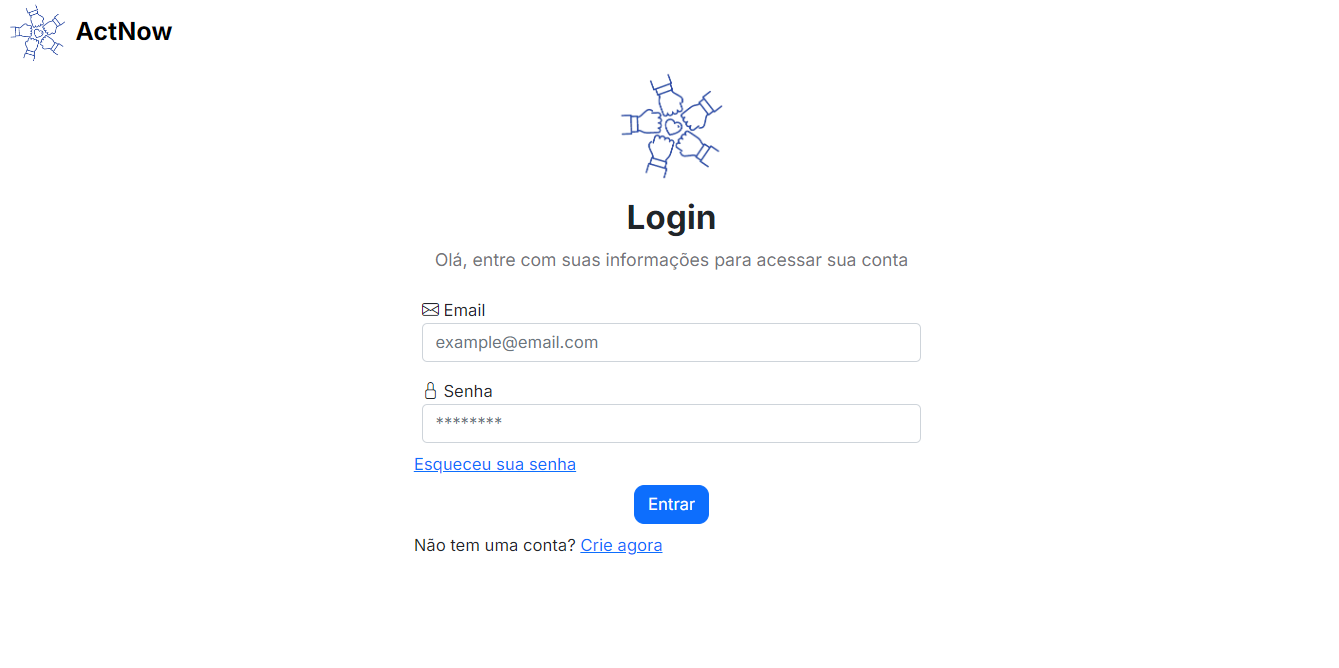 ActNow
Login
Olá, entre com suas informações para acessar sua conta
Email
example@email.com
Senha
********
Esqueceu sua senha
Entrar
Não tem uma conta? Crie agora